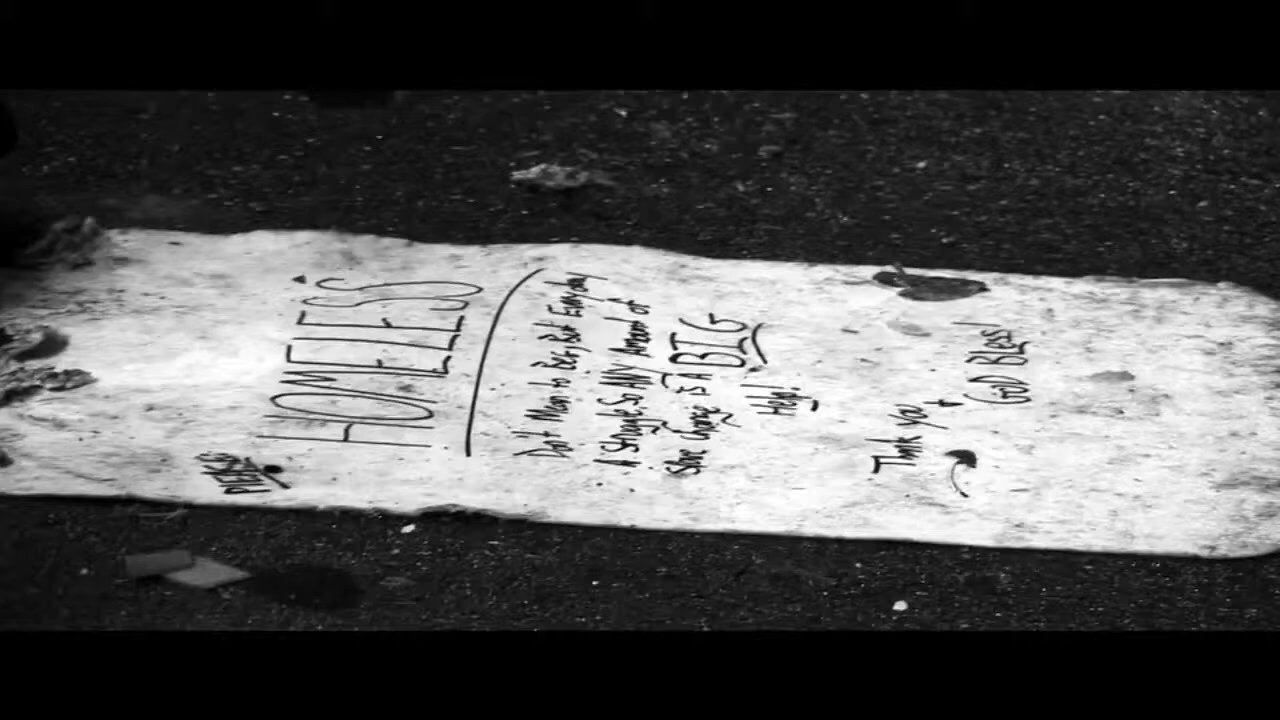 PLEASE
HOMELESS
Don't Mean to Beg, But Everyday
A Struggle So ANY Amount of
Spare Change is A BIG
Help!
Thank you
+
GOD BLESS!